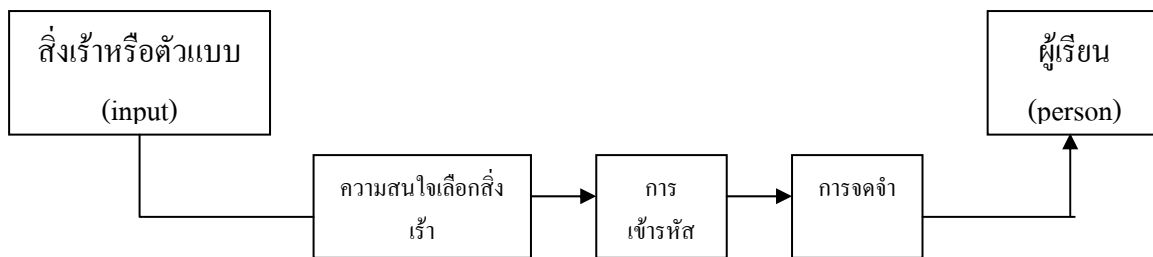 สิ่งเร้าหรือตัวแบบ
(input)
ความสนใจเลือกสิ่ง
เร้า
การ
เข้ารหัส
การจดจำ
ผู้เรียน
(person)